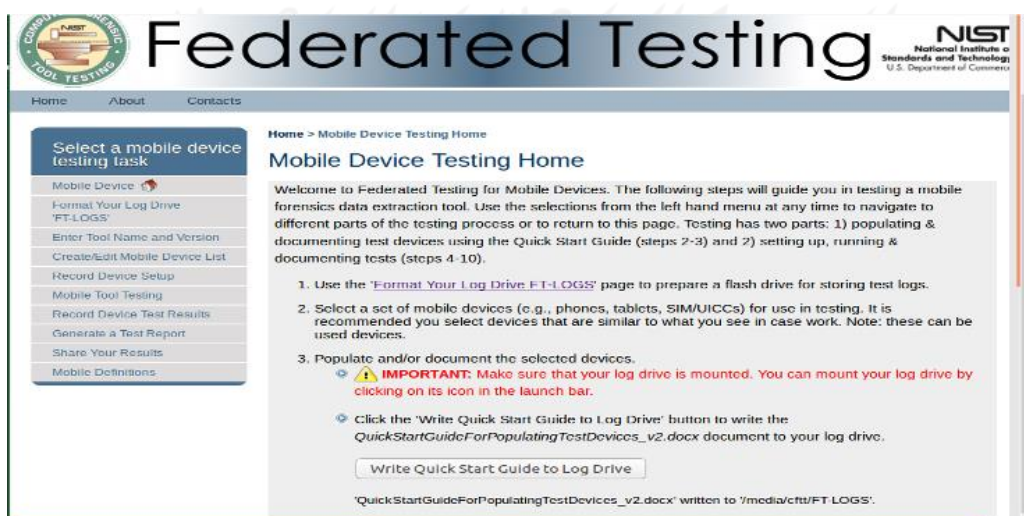 COMPUTER FORENSIC
NIST
TOOL TESTING
Federated Testing
NIST
National Institute o
Standards and Technology
U.S. Department of Commerc
Home About Contacts
Select a mobile device
testing task
Mobile Device
Format Your Log Drive
'FT-LOGS'
Enter Tool Name and Version
Create/Edit Mobile Device List
Record Device Setup
Mobile Tool Testing
Record Device Test Results
Generate a Test Report
Share Your Results
Mobile Definitions
Home > Mobile Device Testing Home
Mobile Device Testing Home
Welcome to Federated Testing for Mobile Devices. The following steps will guide you in testing a mobile
forensics data extraction tool. Use the selections from the left hand menu at any time to navigate to
different parts of the testing process or to return to this page. Testing has two parts: 1) populating &
documenting test devices using the Quick Start Guide (steps 2-3) and 2) setting up, running &
documenting tests (steps 4-10).
1. Use the 'Format Your Log Drive FT-LOGS' page to prepare a flash drive for storing test logs.
2. Select a set of mobile devices (e.g., phones, tablets, SIM/UICCs) for use in testing. It is
recommended you select devices that are similar to what you see in case work. Note: these can be
used devices.
3. Populate and/or document the selected devices.
IMPORTANT: Make sure that your log drive is mounted. You can mount your log drive by
clicking on its icon in the launch bar.
Click the 'Write Quick Start Guide to Log Drive' button to write the
QuickStartGuideForPopulatingTestDevices_v2.docx document to your log drive.
Write Quick Start Guide to Log Drive
'QuickStartGuideForPopulatingTestDevices_v2.docx' written to '/media/cftt/FT-LOGS'.